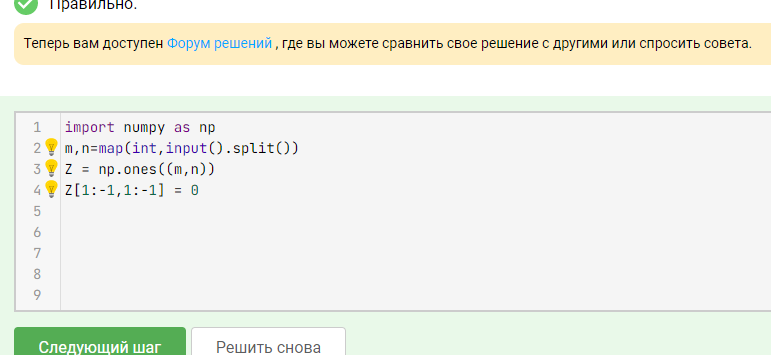 Правильно.
Теперь вам доступен Форум решений , где вы можете сравнить свое решение с другими или спросить совета.
1 import numpy as np
2 m,n=map(int,input().split())
3 Z = np.ones((m,n))
4 Z[1:-1,1:-1] = 0
5
6
7
8
9
Следующий шаг Решить снова